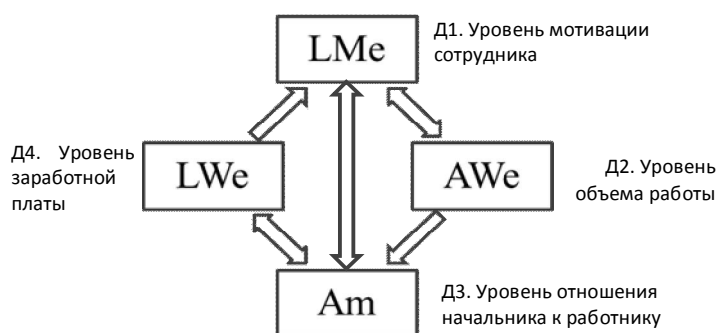 LMe
Д1. Уровень мотивации
сотрудника
Д4. Уровень
заработной
платы
LWe
AWe
Д2. Уровень
объема работы
Am
Д3. Уровень отношения
начальника к работнику